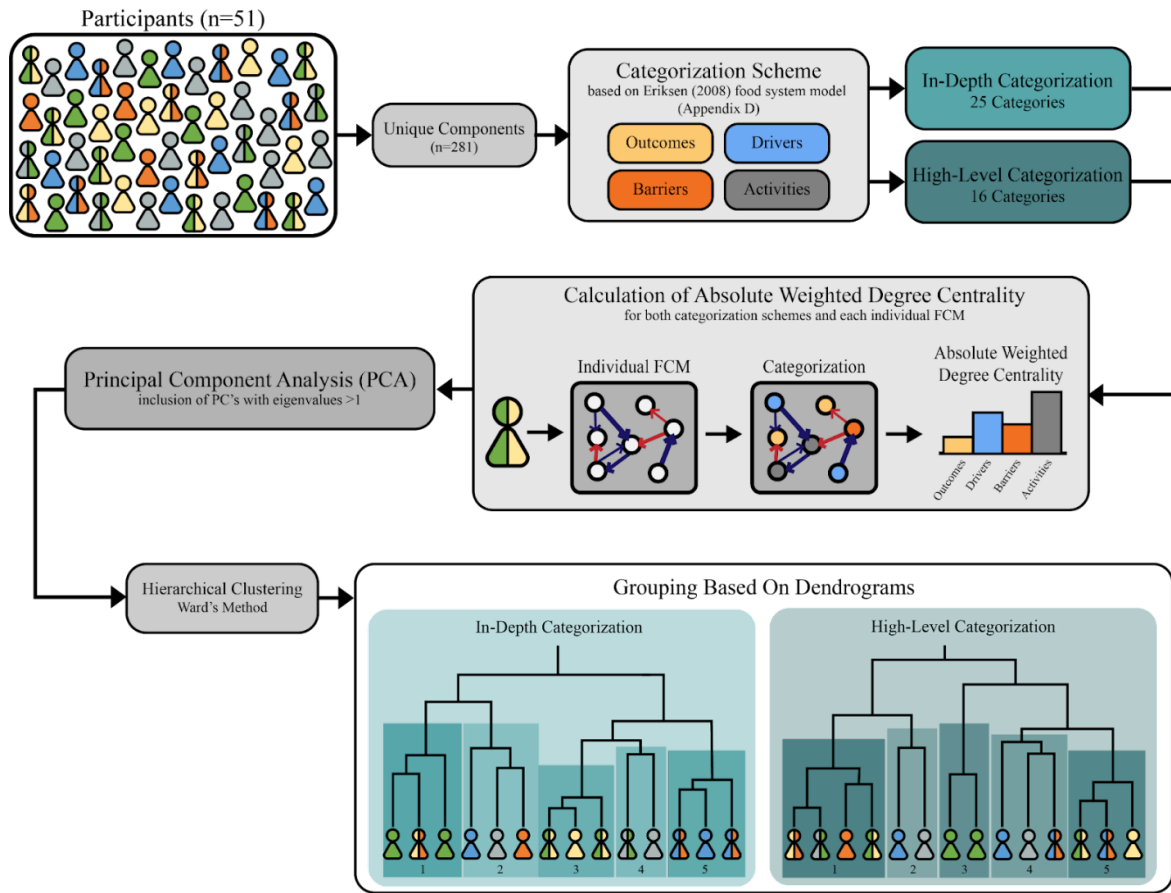 Participants (n=51)
Unique Components
(n=281)
Categorization Scheme
based on Eriksen (2008) food system model
(Appendix D)
Outcomes
Drivers
Barriers
Activities
In-Depth Categorization
25 Categories
High-Level Categorization
16 Categories
Calculation of Absolute Weighted Degree Centrality
for both categorization schemes and each individual FCM
Individual FCM
Categorization
Absolute Weighted
Degree Centrality
Outcomes
Drivers
Barriers
Activities
Principal Component Analysis (PCA)
inclusion of PC's with eigenvalues >1
Hierarchical Clustering
Ward's Method
Grouping Based On Dendrograms
In-Depth Categorization
1
2
3
4
5
High-Level Categorization
1
2
3
4
5